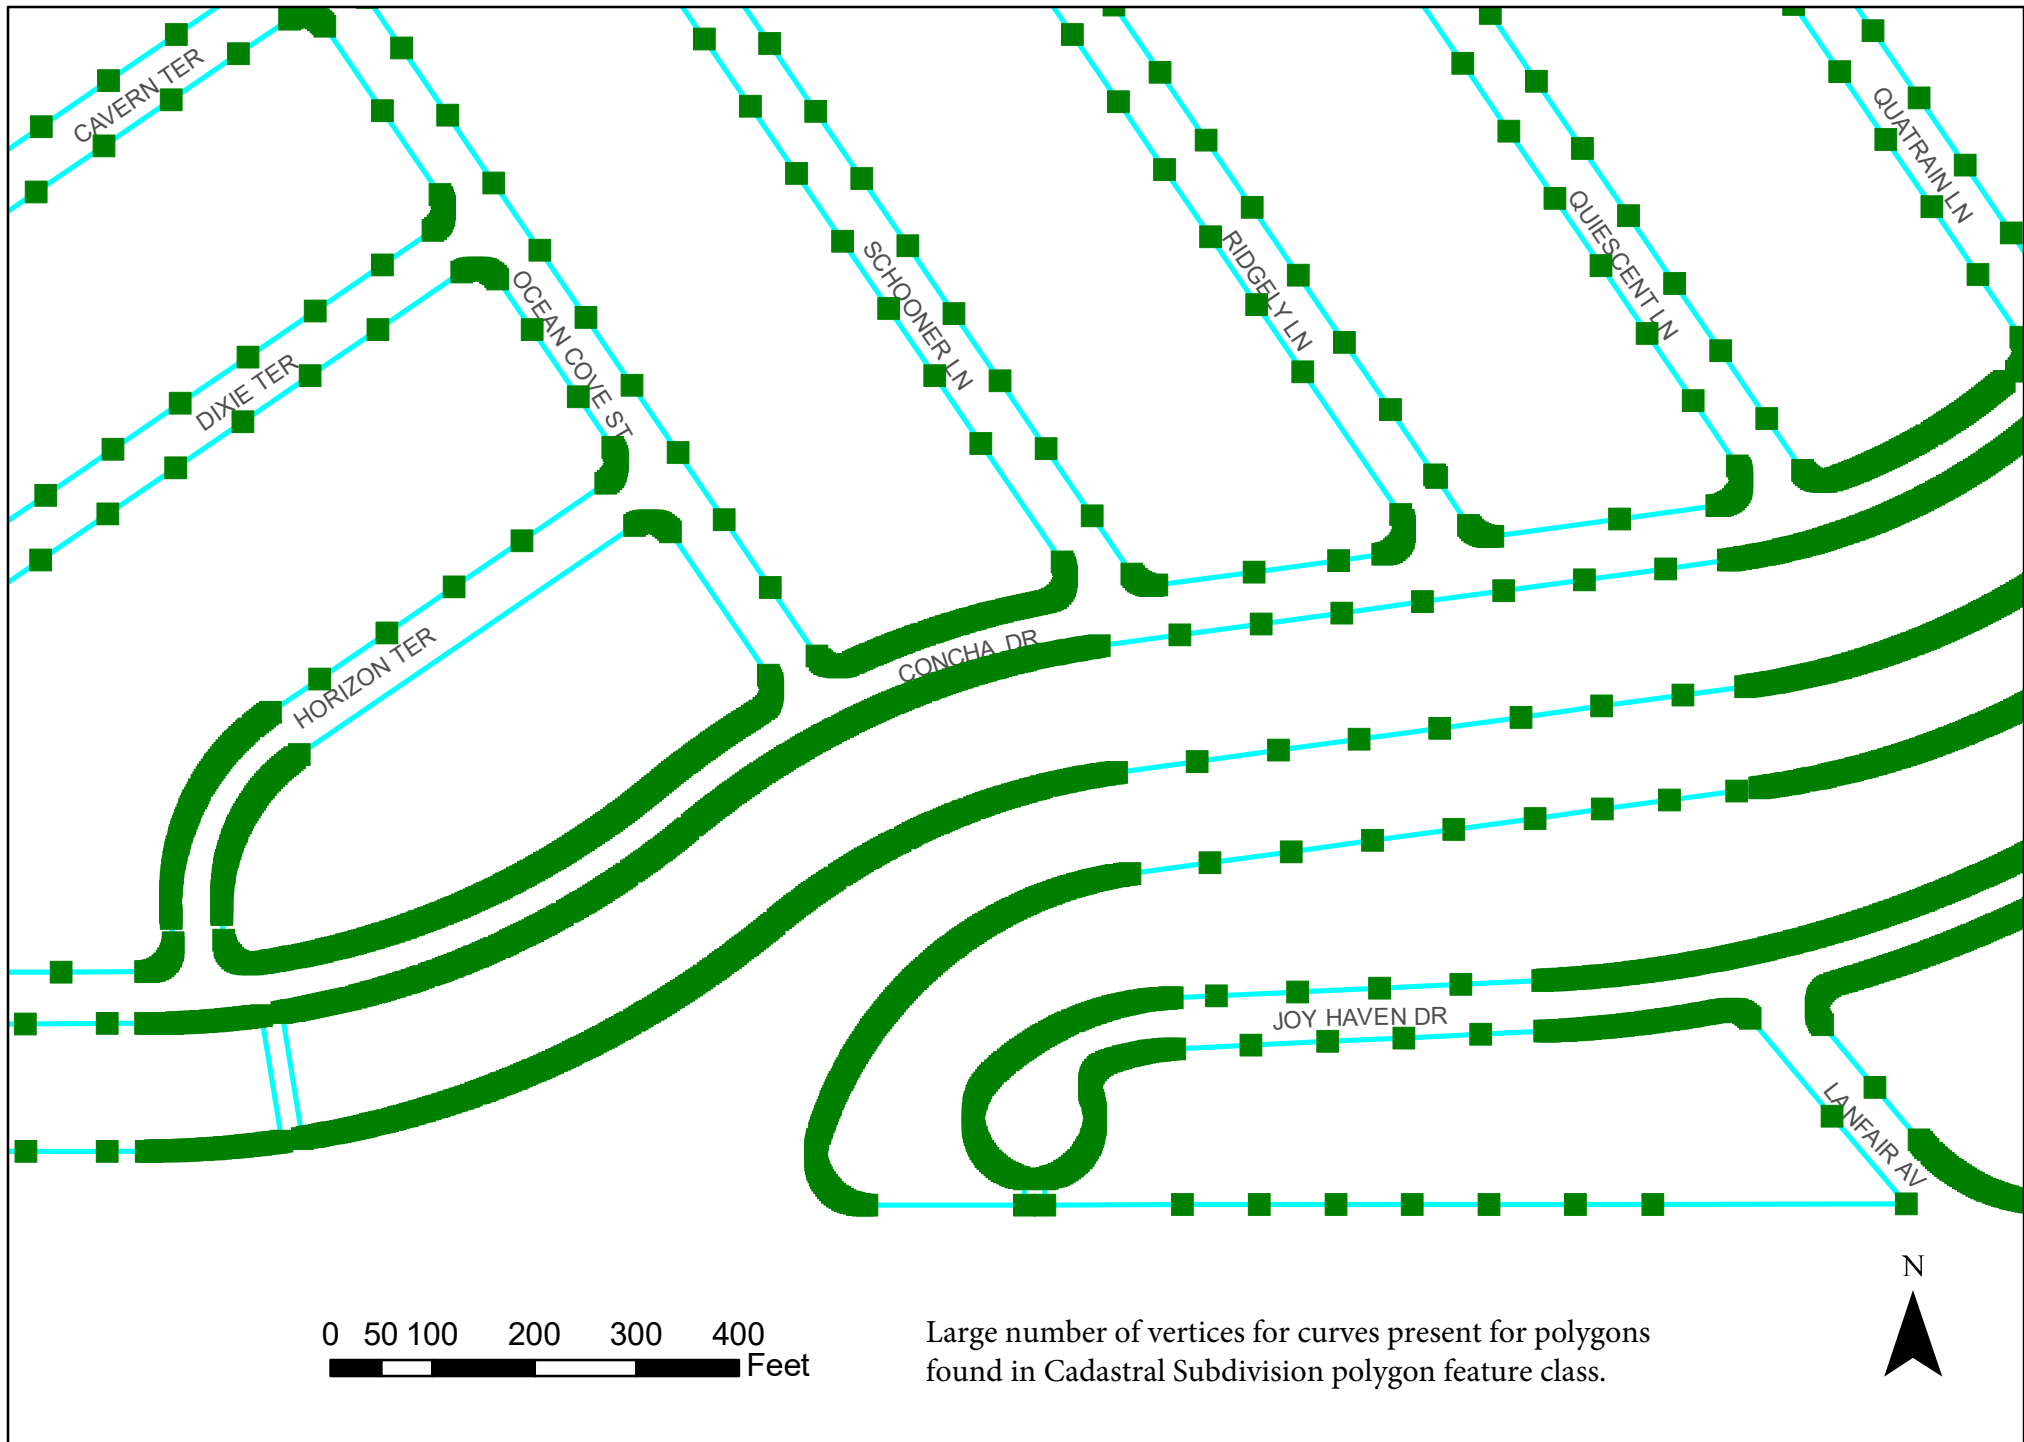 CAVERN TER
QUATRAIN LN
QUIESCENT LN
RIDGELY LN
SCHOONER LN
OCEAN COVE ST
DIXIE TER
HORIZON TER
CONCHA DR
JOY HAVEN DR
LANFAIR AV
N
0 50 100 200 300 400
Feet
Large number of vertices for curves present for polygons
found in Cadastral Subdivision polygon feature class.